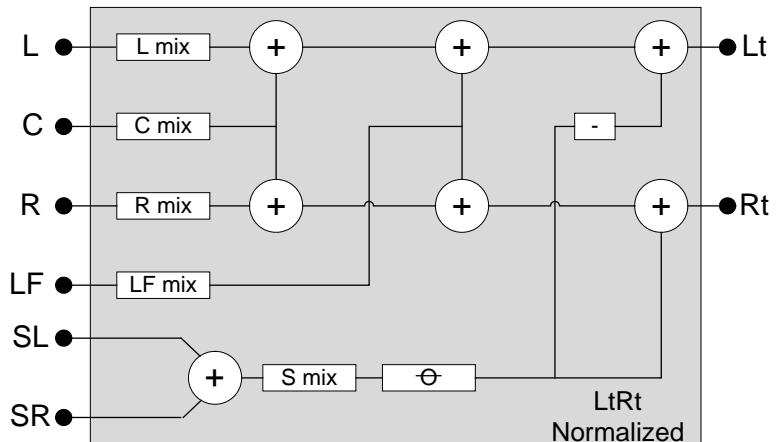 L
L mix
+
+
+
Lt
C
C mix
-
R
R mix
+
+
+
Rt
LF
LF mix
SL
+
S mix
Ө
SR
LtRt
Normalized